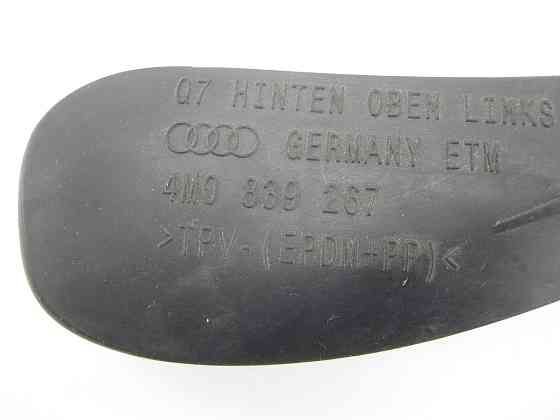 Q7 HINTEN OBEN LINKS
GERMANY ETM
4M0 839 267
>TPV-(EPDM+PP)<